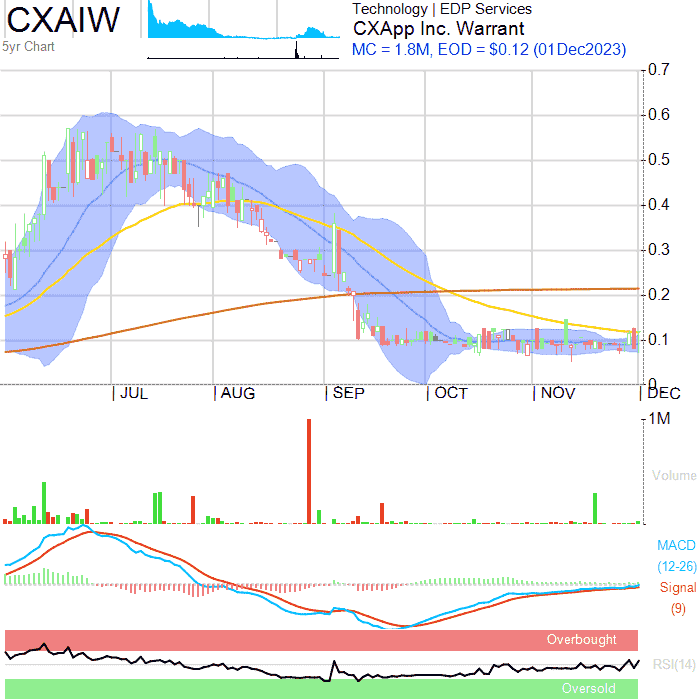 CXAIW
5yr Chart
Technology | EDP Services
CXApp Inc. Warrant
MC = 1.8M, EOD = $0.12 (01Dec2023)
0.7
0.6
0.5
0.4
0.3
0.2
0.1
0
JUL AUG SEP OCT NOV DEC
1M
Volume
MACD
(12-26)
Signal
(9)
Overbought
RSI(14)
Oversold